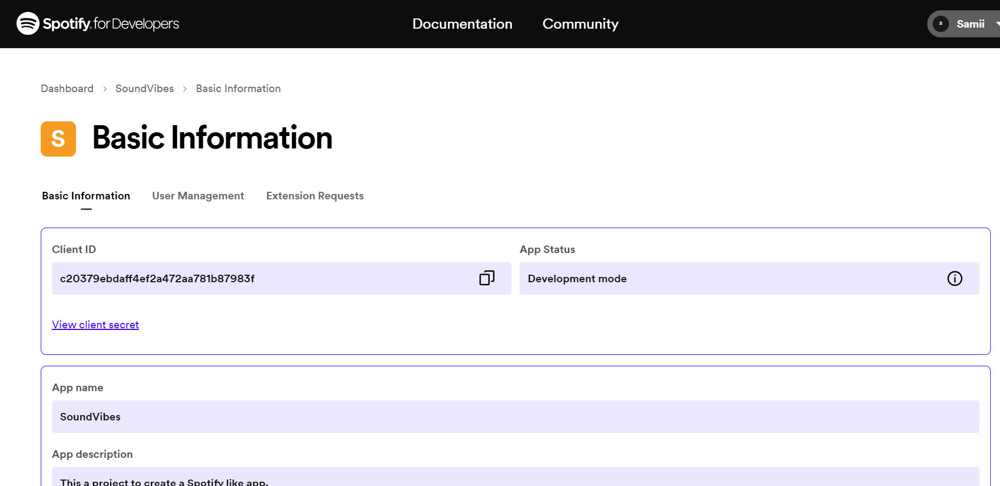 Spotify for Developers
Documentation
Community
S
Samii
Dashboard > SoundVibes > Basic Information
S
Basic Information
Basic Information
User Management
Extension Requests
Client ID
App Status
c20379ebdaff4ef2a472aa781b87983f
Development mode
View client secret
App name
SoundVibes
App description
This a project to create a Spotify like app.